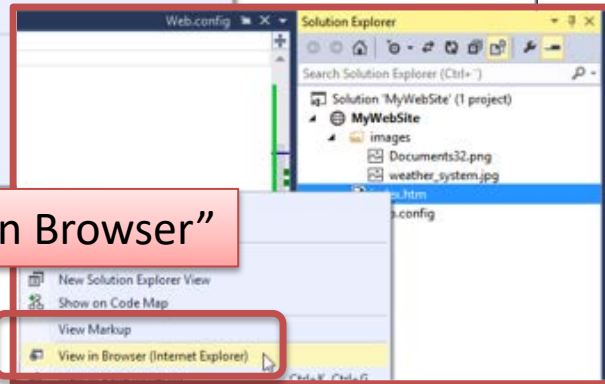 Web.config
Solution Explorer
Search Solution Explorer (Ctrl+¨)
Solution 'MyWebSite' (1 project)
MyWebSite
images
Documents32.png
weather_system.jpg
.htm
.config
n Browser”
New Solution Explorer View
Show on Code Map
View Markup
View in Browser (Internet Explorer)
Ctrl+K, Ctrl+G